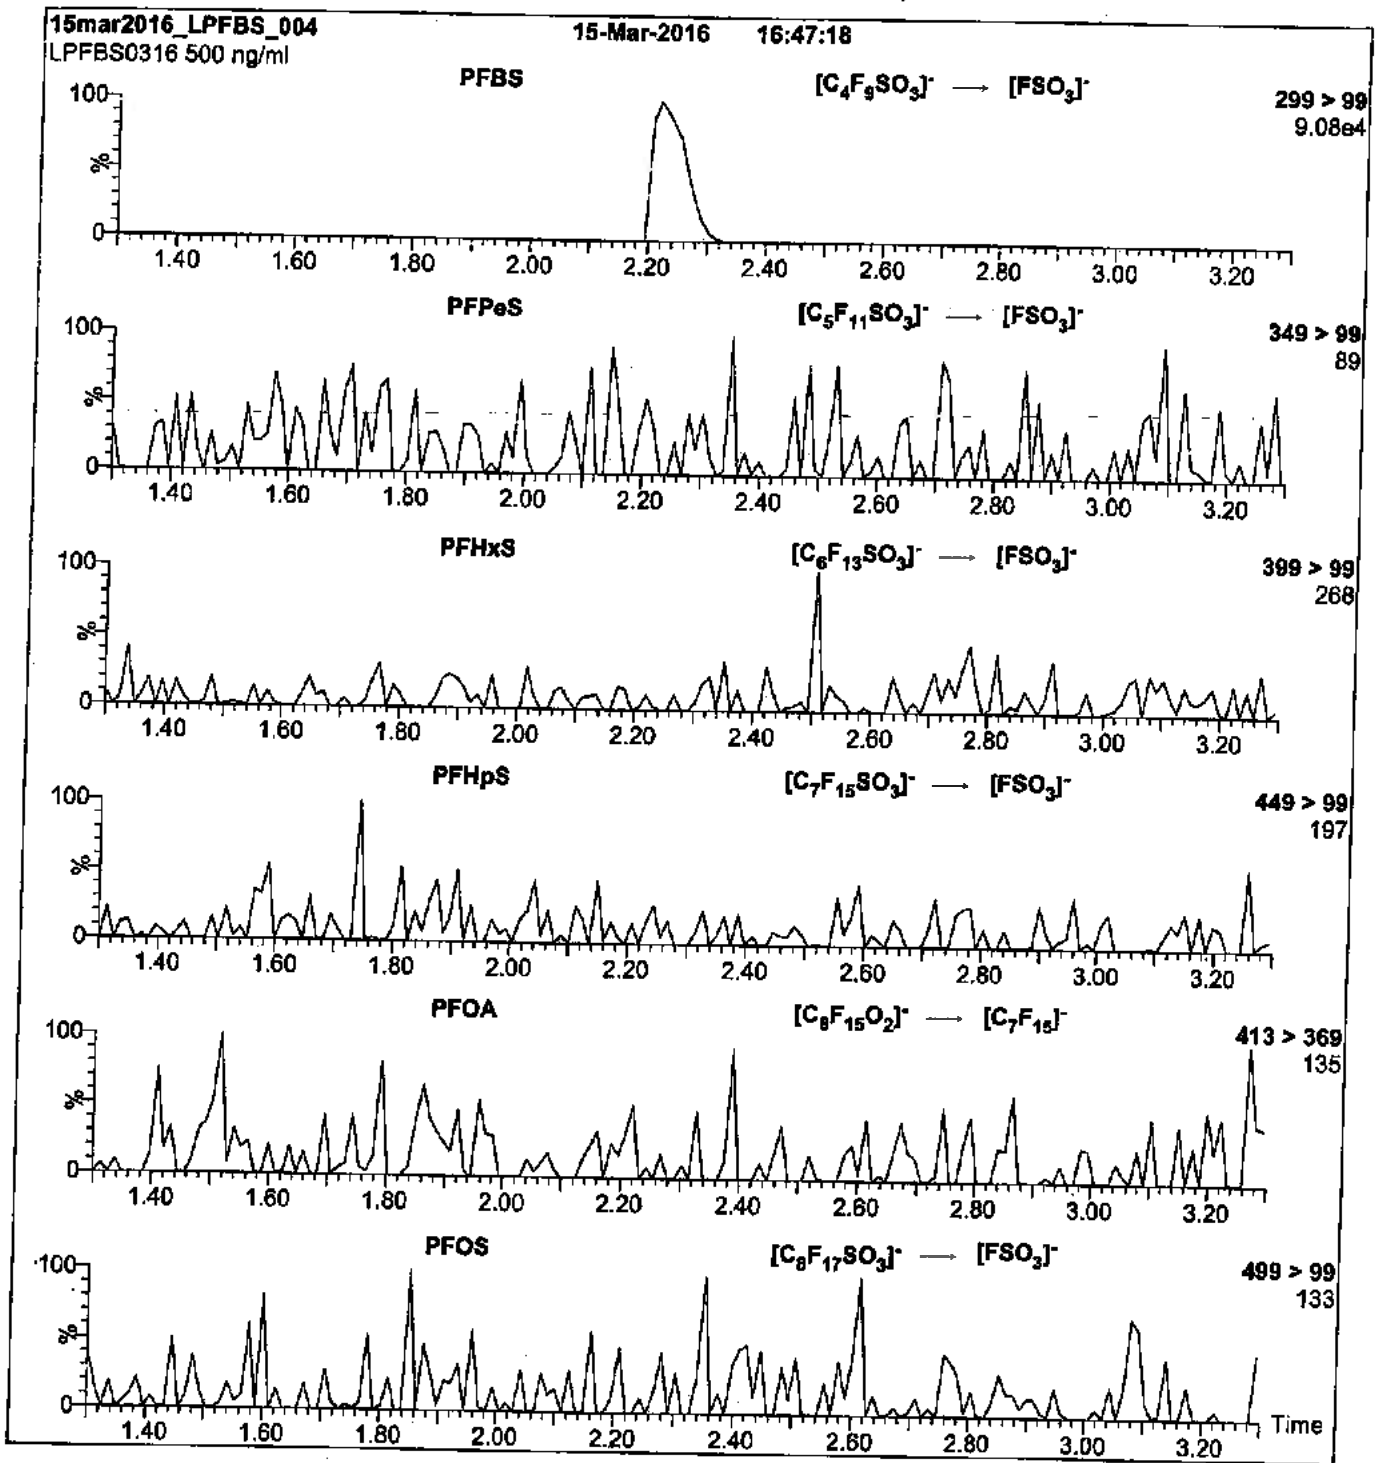 15mar2016_LPFBS_004 15-Mar-2016 16:47:18
LPFBS0316 500 ng/ml
PFBS [C₄F₉SO₃]⁻ → [FSO₃]⁻ 299 > 99
9.08e4
100
%
0
1.40 1.60 1.80 2.00 2.20 2.40 2.60 2.80 3.00 3.20
PFPeS [C₅F₁₁SO₃]⁻ → [FSO₃]⁻ 349 > 99
89
100
%
0
1.40 1.60 1.80 2.00 2.20 2.40 2.60 2.80 3.00 3.20
PFHxS [C₆F₁₃SO₃]⁻ → [FSO₃]⁻ 399 > 99
268
100
%
0
1.40 1.60 1.80 2.00 2.20 2.40 2.60 2.80 3.00 3.20
PFHpS [C₇F₁₅SO₃]⁻ → [FSO₃]⁻ 449 > 99
197
100
%
0
1.40 1.60 1.80 2.00 2.20 2.40 2.60 2.80 3.00 3.20
PFOA [C₈F₁₅O₂]⁻ → [C₇F₁₅]⁻ 413 > 369
135
100
%
0
1.40 1.60 1.80 2.00 2.20 2.40 2.60 2.80 3.00 3.20
PFOS [C₈F₁₇SO₃]⁻ → [FSO₃]⁻ 499 > 99
133
100
%
0
Time
1.40 1.60 1.80 2.00 2.20 2.40 2.60 2.80 3.00 3.20